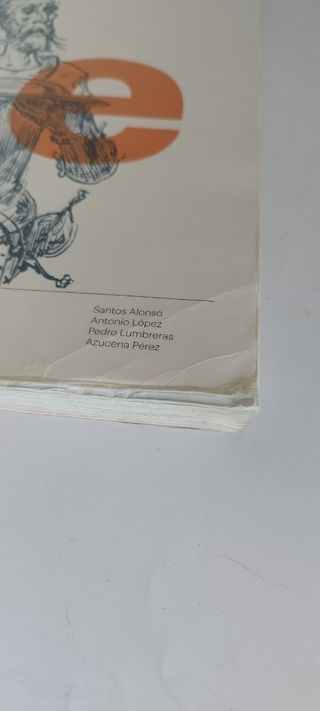 e
Santos Alonso
Antonio López
Pedro Lumbreras
Azucena Pérez